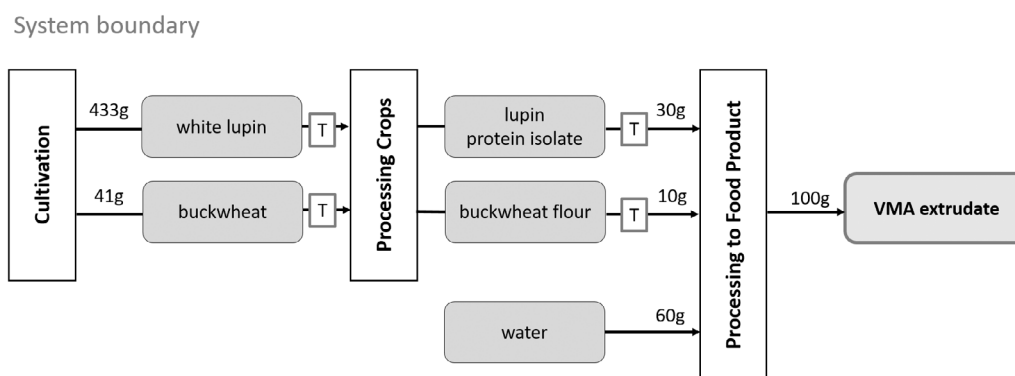 System boundary
Cultivation
433g
white lupin
T
41g
buckwheat
T
Processing Crops
lupin
protein isolate
T
30g
buckwheat flour
T
10g
water
60g
Processing to Food Product
100g
VMA extrudate